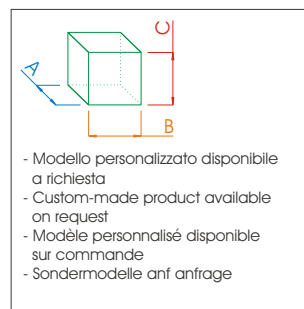 A
C
B
- Modello personalizzato disponibile
a richiesta
- Custom-made product available
on request
- Modèle personnalisé disponible
sur commande
- Sondermodelle anf anfrage